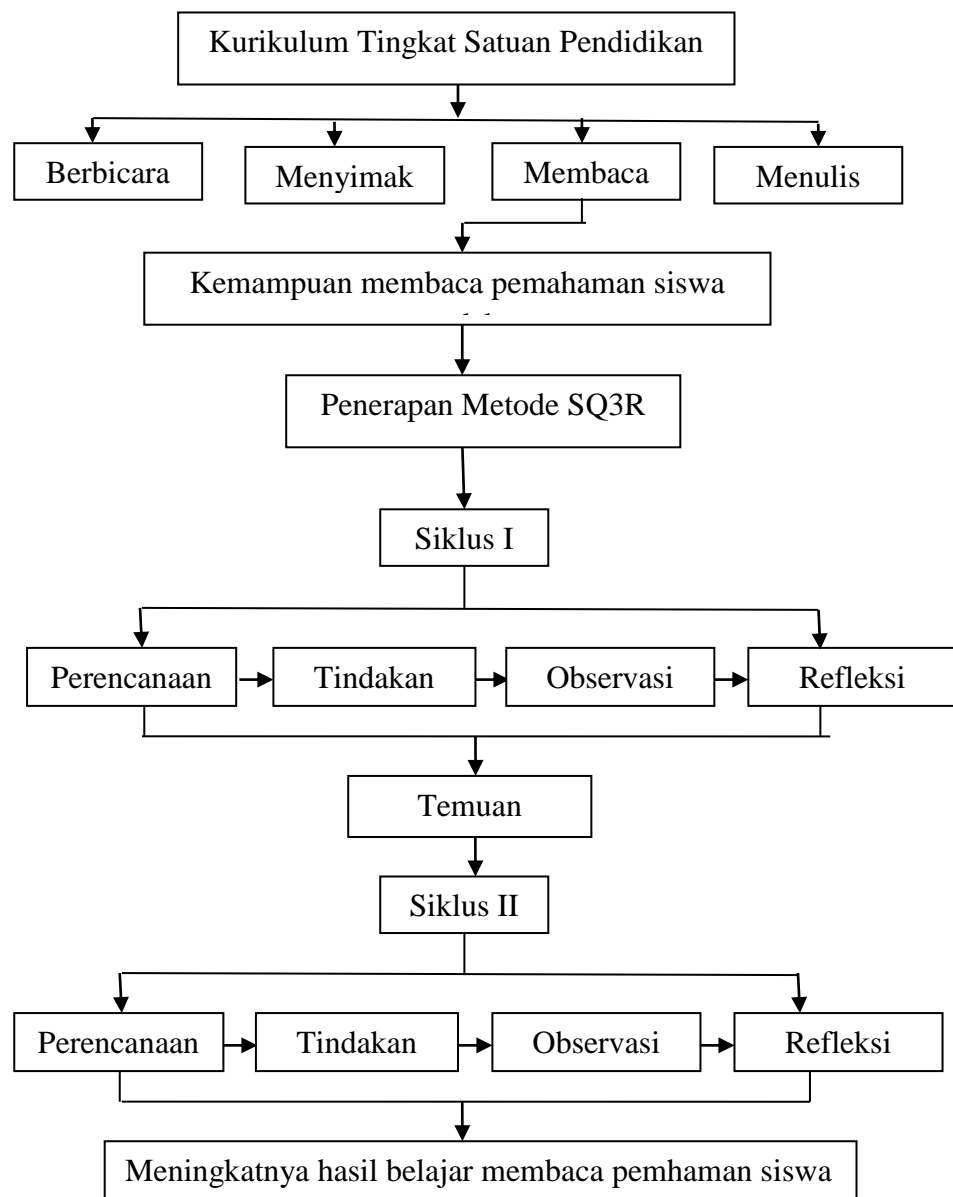 Kurikulum Tingkat Satuan Pendidikan
Berbicara
Menyimak
Membaca
Menulis
Kemampuan membaca pemahaman siswa
Penerapan Metode SQ3R
Siklus I
Perencanaan
Tindakan
Observasi
Refleksi
Temuan
Siklus II
Perencanaan
Tindakan
Observasi
Refleksi
Meningkatnya hasil belajar membaca pemhaman siswa